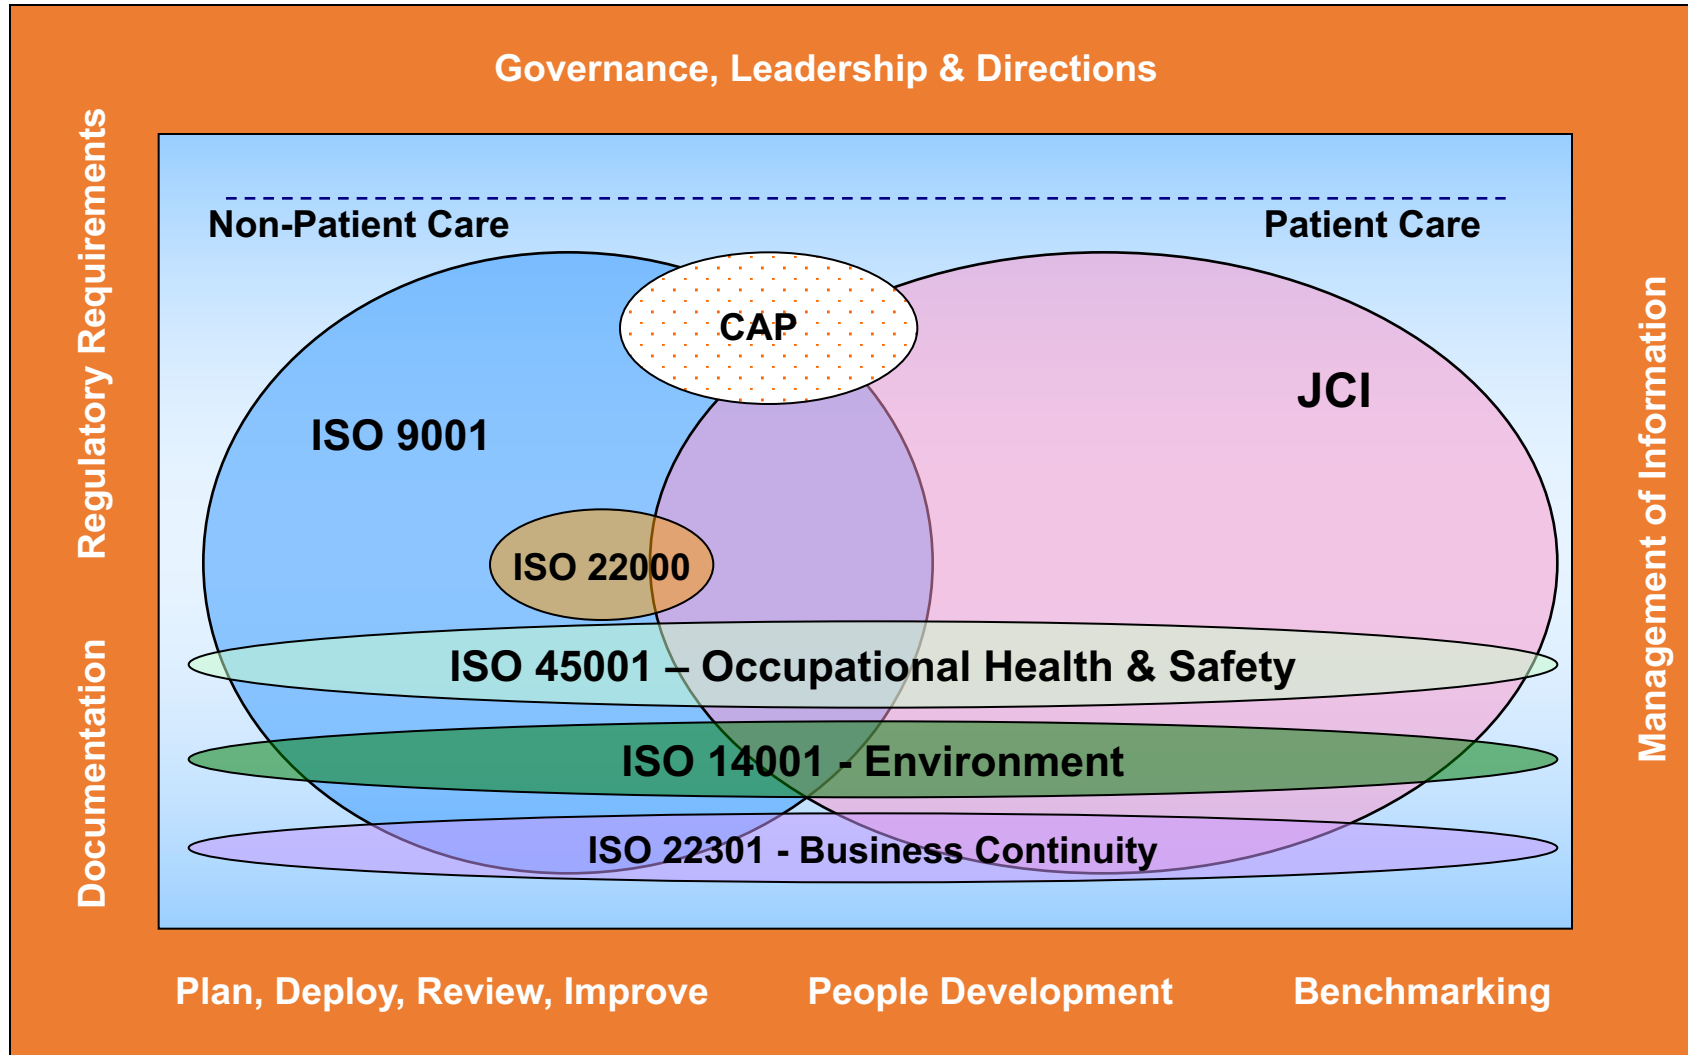 Governance, Leadership & Directions
Regulatory Requirements
Documentation
Non-Patient Care
Patient Care
CAP
JCI
ISO 9001
ISO 22000
ISO 45001 – Occupational Health & Safety
ISO 14001 - Environment
ISO 22301 - Business Continuity
Management of Information
Plan, Deploy, Review, Improve
People Development
Benchmarking